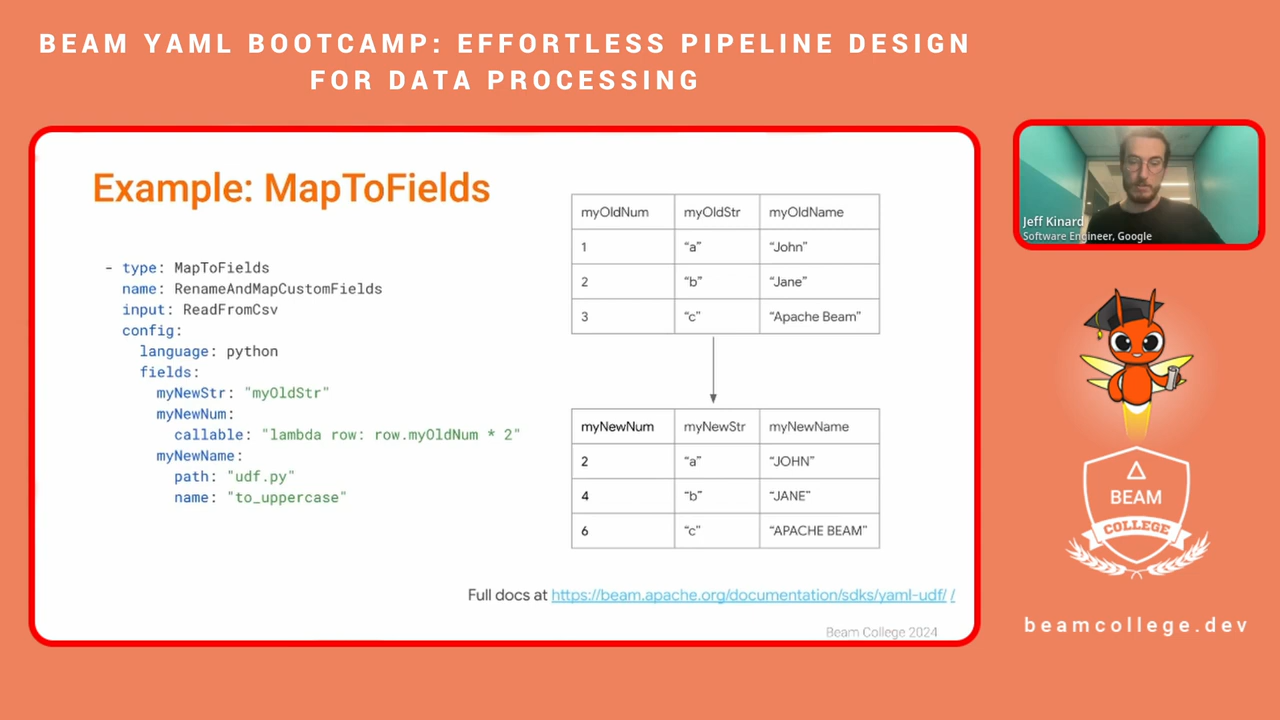 BEAM YAML BOOTCAMP: EFFORTLESS PIPELINE DESIGN
FOR DATA PROCESSING
Example: MapToFields
- type: MapToFields
name: RenameAndMapCustomFields
input: ReadFromCsv
config:
language: python
fields:
myNewStr: "myOldStr"
myNewNum:
callable: "lambda row: row.myOldNum * 2"
myNewName:
path: "udf.py"
name: "to_uppercase"
myOldNum myOldStr myOldName
1 “a” “John”
2 “b” “Jane”
3 “c” “Apache Beam”
myNewNum myNewStr myNewName
2 “a” “JOHN”
4 “b” “JANE”
6 “c” “APACHE BEAM”
Full docs at https://beam.apache.org/documentation/sdks/yaml-udf/ /
Beam College 2024
Jeff Kinard
Software Engineer, Google
BEAM
COLLEGE
beamcollege.dev